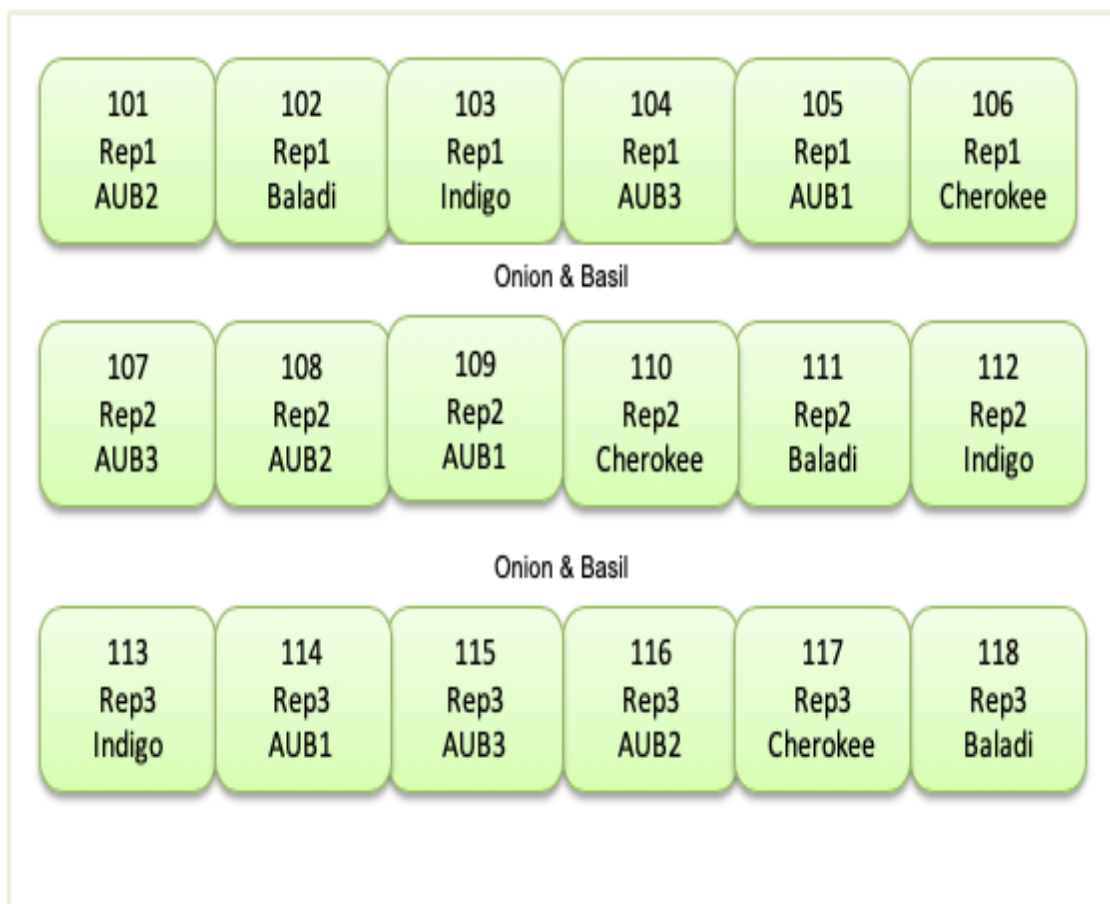 101
Rep1
AUB2
102
Rep1
Baladi
103
Rep1
Indigo
104
Rep1
AUB3
105
Rep1
AUB1
106
Rep1
Cherokee
Onion & Basil
107
Rep2
AUB3
108
Rep2
AUB2
109
Rep2
AUB1
110
Rep2
Cherokee
111
Rep2
Baladi
112
Rep2
Indigo
Onion & Basil
113
Rep3
Indigo
114
Rep3
AUB1
115
Rep3
AUB3
116
Rep3
AUB2
117
Rep3
Cherokee
118
Rep3
Baladi